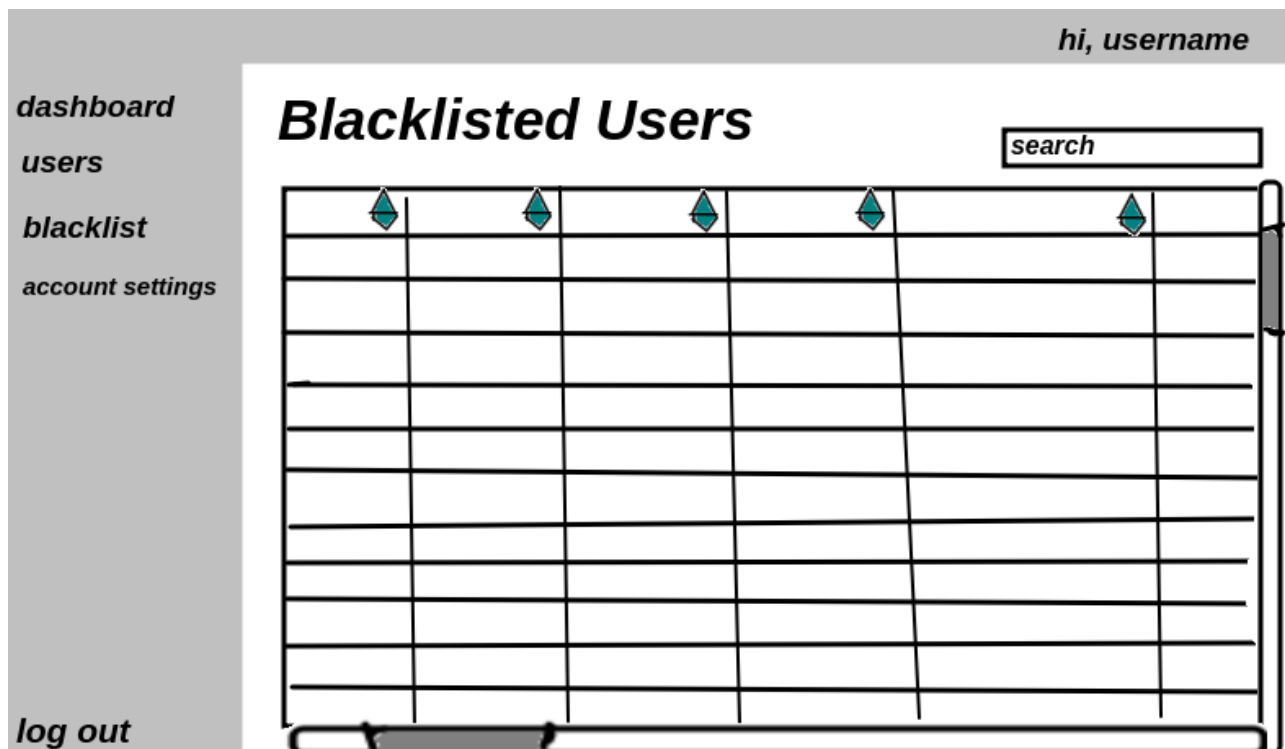 hi, username
dashboard
users
blacklist
account settings
log out
Blacklisted Users
search